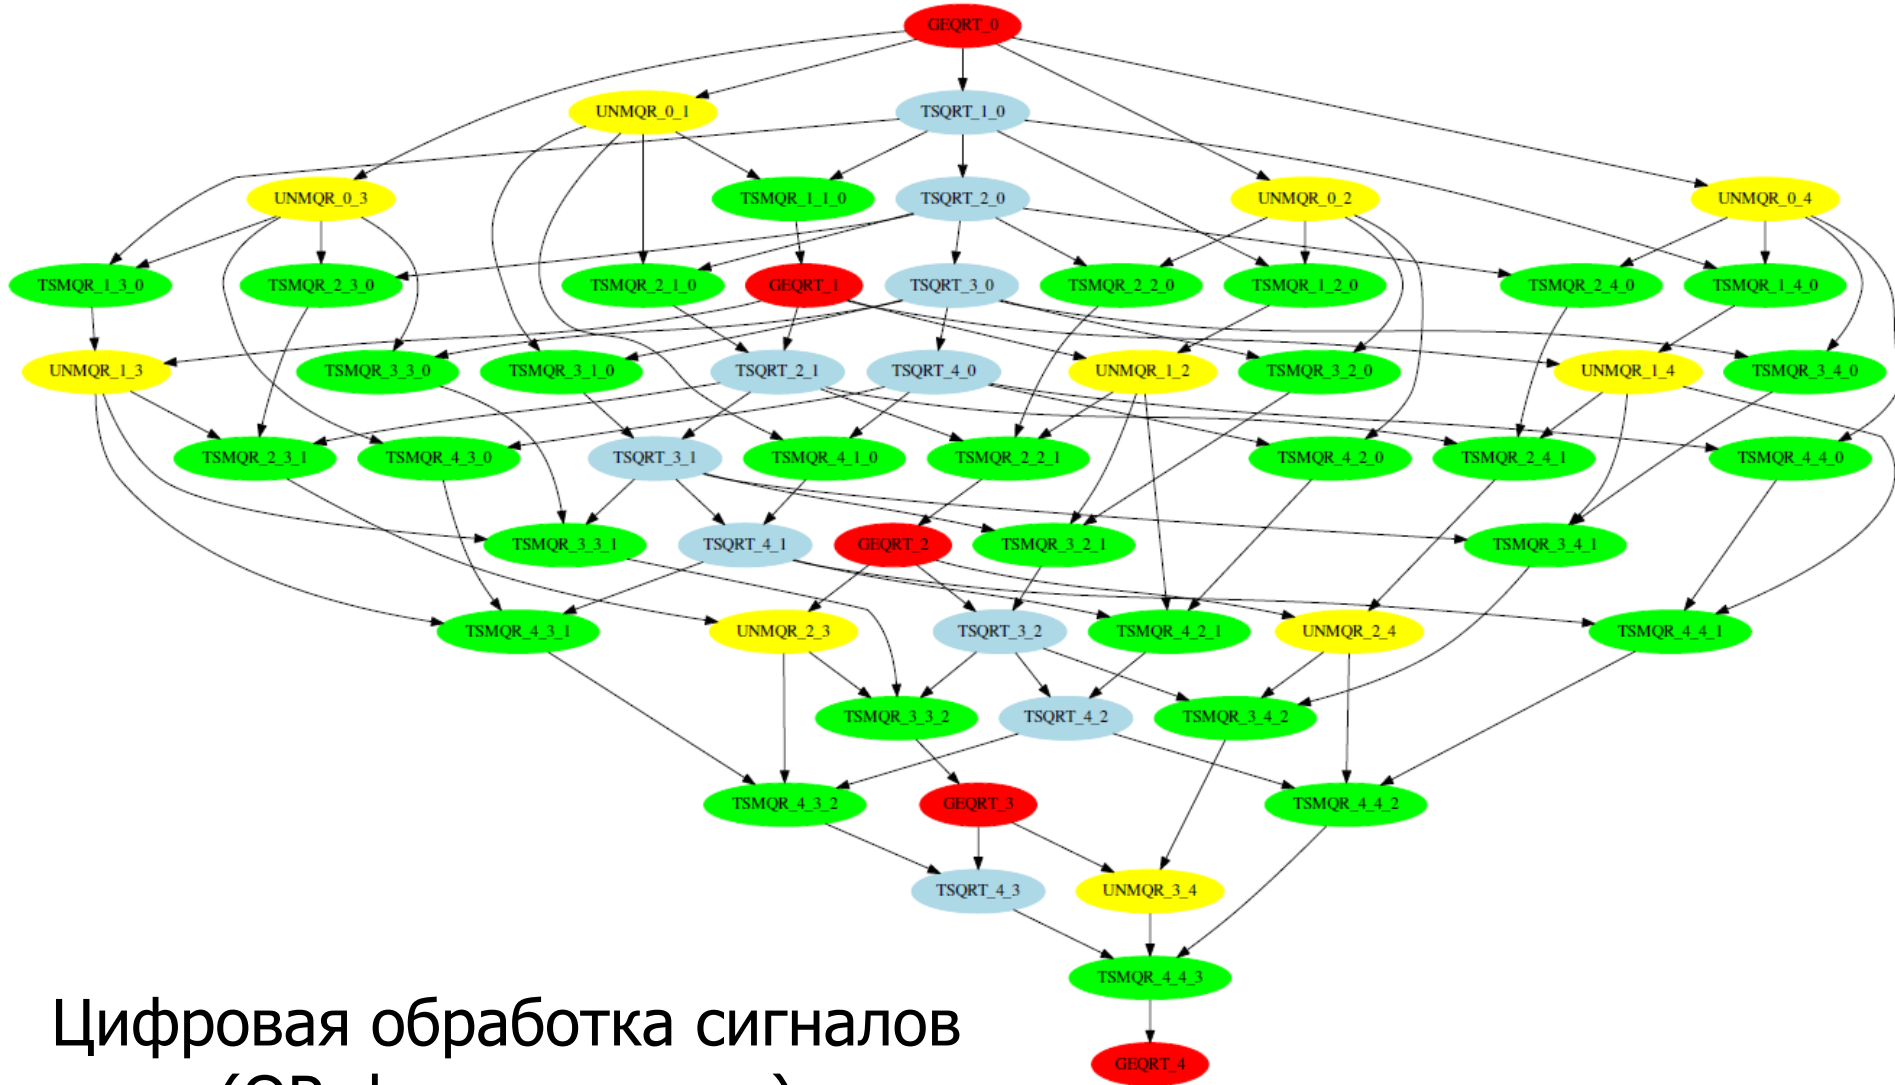 GEQRT_0
UNMQR_0_1 TSQRT_1_0
UNMQR_0_3 TSMQR_1_1_0 TSQRT_2_0 UNMQR_0_2 UNMQR_0_4
TSMQR_1_3_0 TSMQR_2_3_0 TSMQR_2_1_0 GEQRT_1 TSQRT_3_0 TSMQR_2_2_0 TSMQR_1_2_0 TSMQR_2_4_0 TSMQR_1_4_0
UNMQR_1_3 TSMQR_3_3_0 TSMQR_3_1_0 TSQRT_2_1 TSQRT_4_0 UNMQR_1_2 TSMQR_3_2_0 UNMQR_1_4 TSMQR_3_4_0
TSMQR_2_3_1 TSMQR_4_3_0 TSQRT_3_1 TSMQR_4_1_0 TSMQR_2_2_1 TSMQR_4_2_0 TSMQR_2_4_1 TSMQR_4_4_0
TSMQR_3_3_1 TSQRT_4_1 GEQRT_2 TSMQR_3_2_1 TSMQR_3_4_1
TSMQR_4_3_1 UNMQR_2_3 TSQRT_3_2 TSMQR_4_2_1 UNMQR_2_4 TSMQR_4_4_1
TSMQR_3_3_2 TSQRT_4_2 TSMQR_3_4_2
TSMQR_4_3_2 GEQRT_3 TSMQR_4_4_2
TSQRT_4_3 UNMQR_3_4
TSMQR_4_4_3
GEQRT_4
Цифровая обработка сигналов